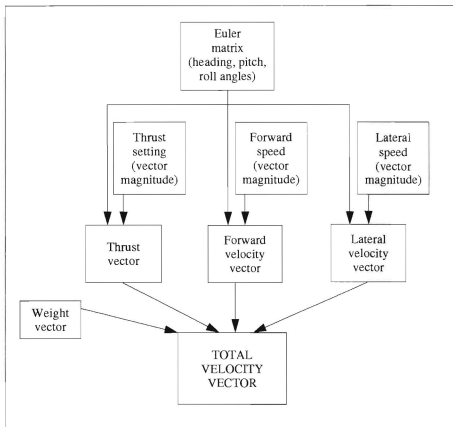 Euler
matrix
(heading, pitch,
roll angles)
Thrust
setting
(vector
magnitude)
Forward
speed
(vector
magnitude)
Lateral
speed
(vector
magnitude)
Thrust
vector
Forward
velocity
vector
Lateral
velocity
vector
Weight
vector
TOTAL
VELOCITY
VECTOR